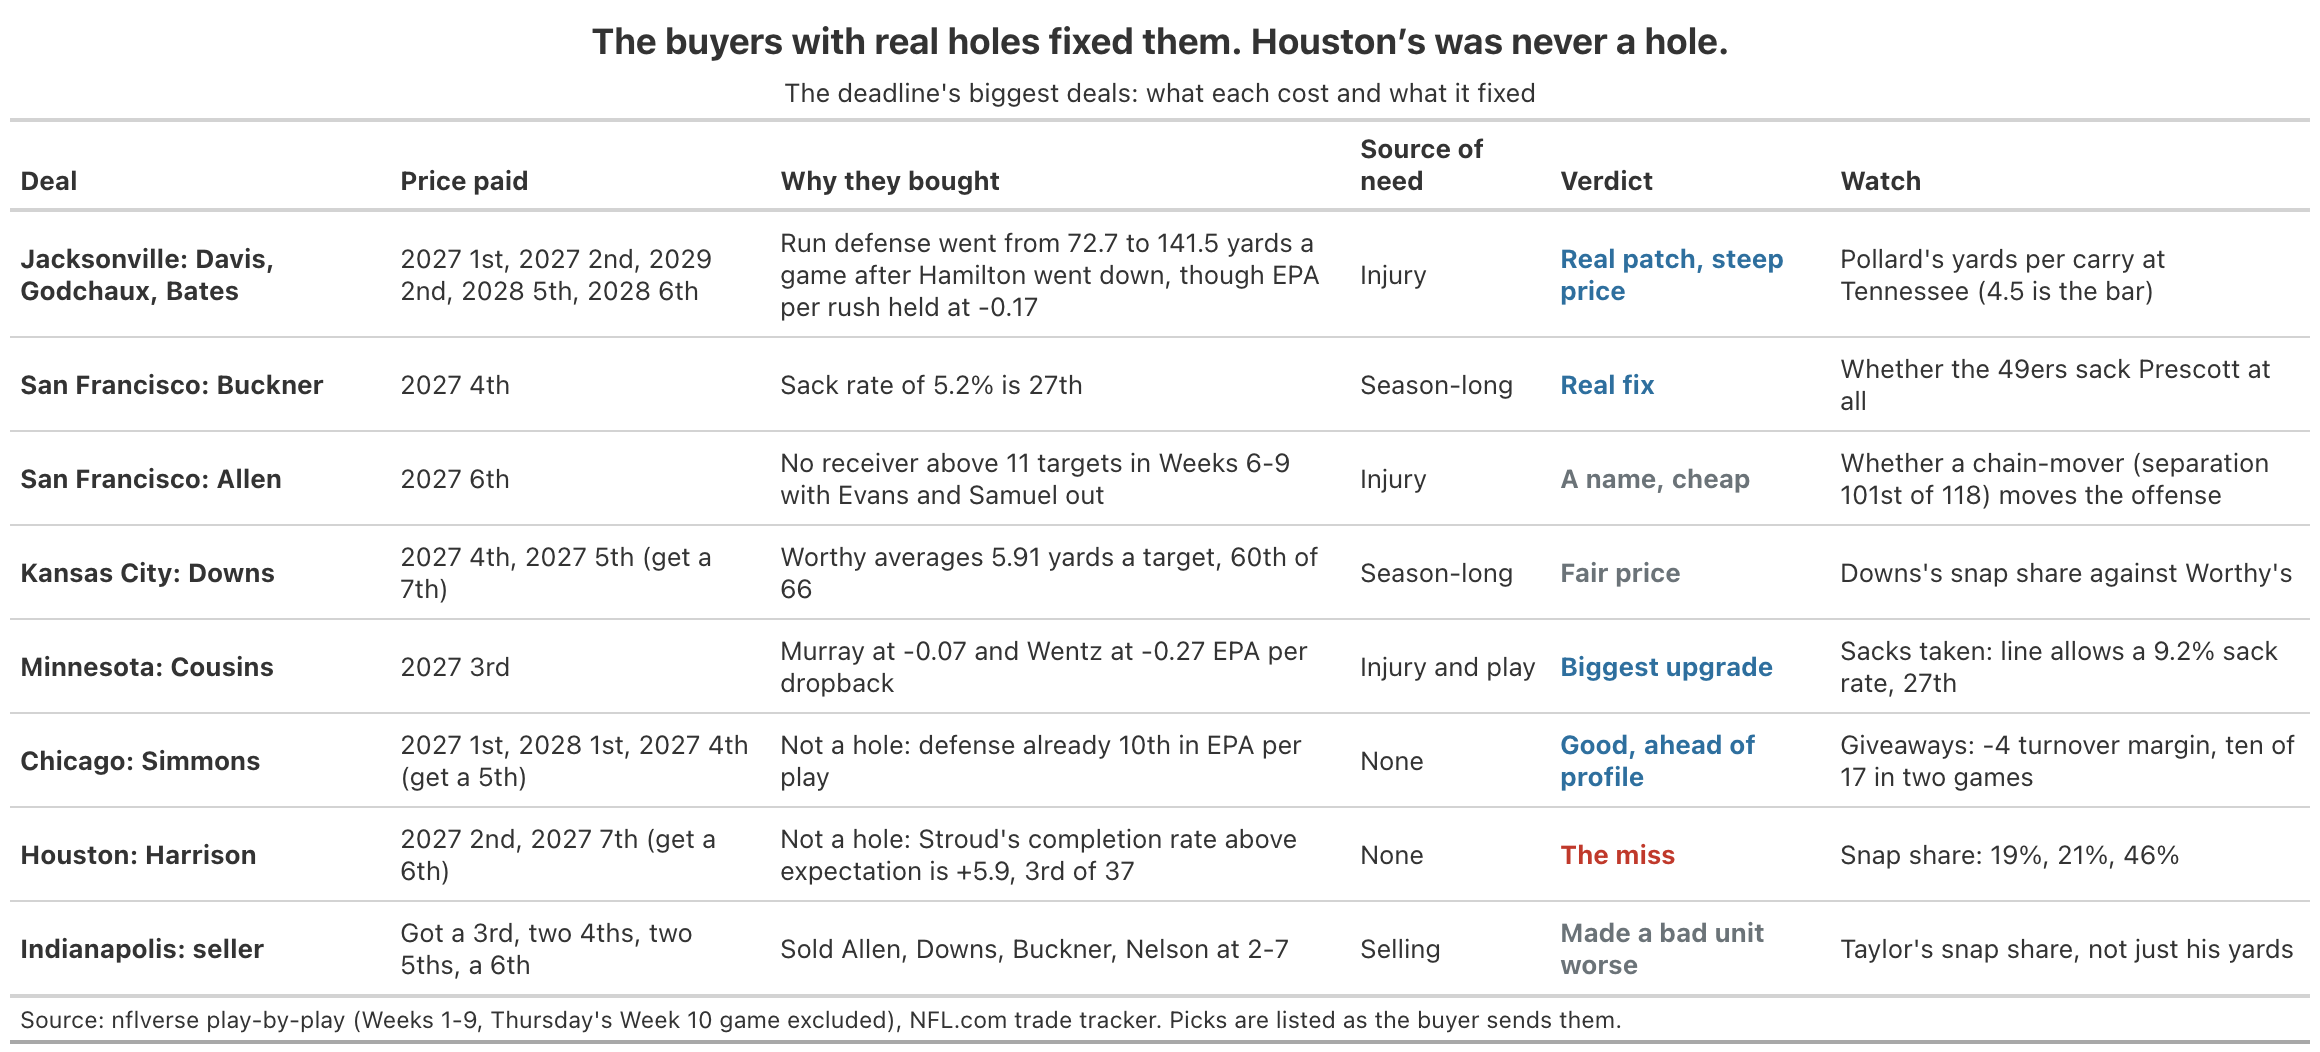 The buyers with real holes fixed them. Houston’s was never a hole.
The deadline's biggest deals: what each cost and what it fixed
Deal
Price paid
Why they bought
Source of
need
Verdict
Watch
Jacksonville: Davis,
Godchaux, Bates
2027 1st, 2027 2nd, 2029
2nd, 2028 5th, 2028 6th
Run defense went from 72.7 to 141.5 yards a
game after Hamilton went down, though EPA
per rush held at -0.17
Injury
Real patch, steep
price
Pollard's yards per carry at
Tennessee (4.5 is the bar)
San Francisco: Buckner
2027 4th
Sack rate of 5.2% is 27th
Season-long
Real fix
Whether the 49ers sack Prescott at
all
San Francisco: Allen
2027 6th
No receiver above 11 targets in Weeks 6-9
with Evans and Samuel out
Injury
A name, cheap
Whether a chain-mover (separation
101st of 118) moves the offense
Kansas City: Downs
2027 4th, 2027 5th (get a
7th)
Worthy averages 5.91 yards a target, 60th of
66
Season-long
Fair price
Downs's snap share against Worthy's
Minnesota: Cousins
2027 3rd
Murray at -0.07 and Wentz at -0.27 EPA per
dropback
Injury and play
Biggest upgrade
Sacks taken: line allows a 9.2% sack
rate, 27th
Chicago: Simmons
2027 1st, 2028 1st, 2027 4th
(get a 5th)
Not a hole: defense already 10th in EPA per
play
None
Good, ahead of
profile
Giveaways: -4 turnover margin, ten of
17 in two games
Houston: Harrison
2027 2nd, 2027 7th (get a
6th)
Not a hole: Stroud's completion rate above
expectation is +5.9, 3rd of 37
None
The miss
Snap share: 19%, 21%, 46%
Indianapolis: seller
Got a 3rd, two 4ths, two
5ths, a 6th
Sold Allen, Downs, Buckner, Nelson at 2-7
Selling
Made a bad unit
worse
Taylor's snap share, not just his yards
Source: nflverse play-by-play (Weeks 1-9, Thursday's Week 10 game excluded), NFL.com trade tracker. Picks are listed as the buyer sends them.